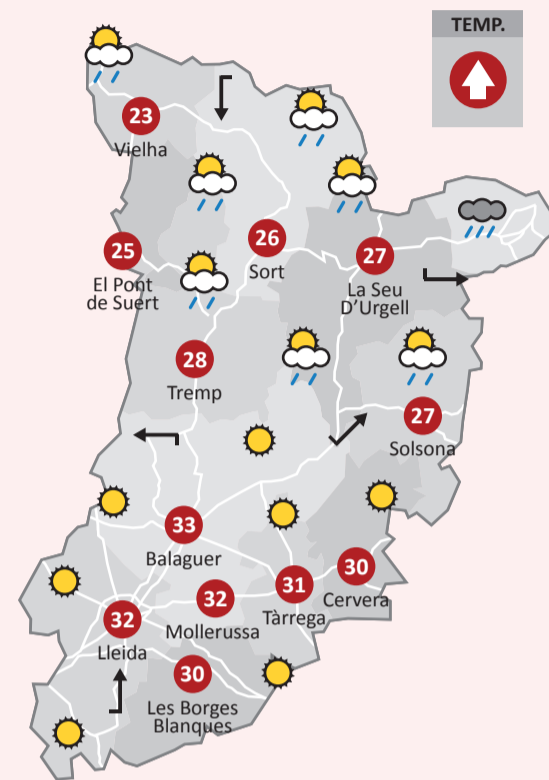 TEMP.
23
Vielha
25
El Pont
de Suert
26
Sort
27
La Seu
D'Urgell
28
Tremp
27
Solsona
33
Balaguer
32
Mollerussa
31
Tàrrega
30
Cervera
32
Lleida
30
Les Borges
Blanques